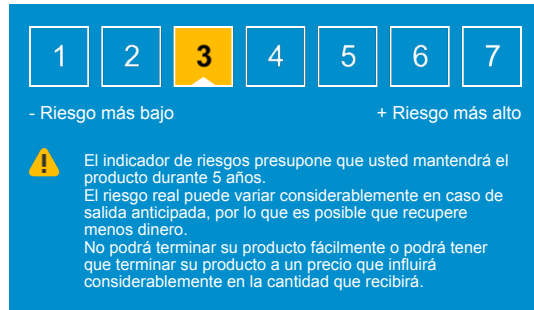 1 2 3 4 5 6 7
- Riesgo más bajo + Riesgo más alto
!
El indicador de riesgos presupone que usted mantendrá el
producto durante 5 años.
El riesgo real puede variar considerablemente en caso de
salida anticipada, por lo que es posible que recupere
menos dinero.
No podrá terminar su producto fácilmente o podrá tener
que terminar su producto a un precio que influirá
considerablemente en la cantidad que recibirá.